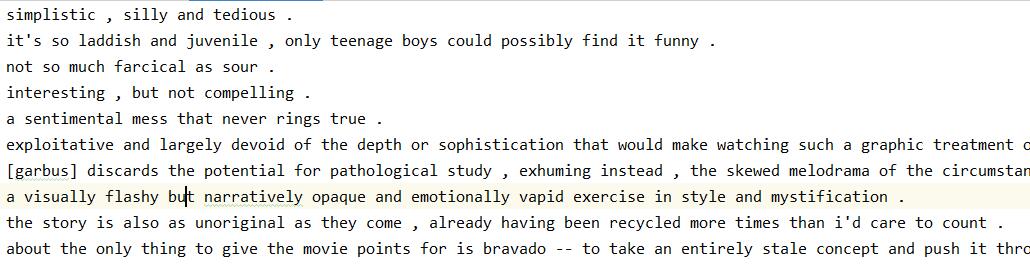 simplistic , silly and tedious .
it's so laddish and juvenile , only teenage boys could possibly find it funny .
not so much farcical as sour .
interesting , but not compelling .
a sentimental mess that never rings true .
exploitative and largely devoid of the depth or sophistication that would make watching such a graphic treatment o
[garbus] discards the potential for pathological study , exhuming instead , the skewed melodrama of the circumstan
a visually flashy but narratively opaque and emotionally vapid exercise in style and mystification .
the story is also as unoriginal as they come , already having been recycled more times than i'd care to count .
about the only thing to give the movie points for is bravado -- to take an entirely stale concept and push it thro